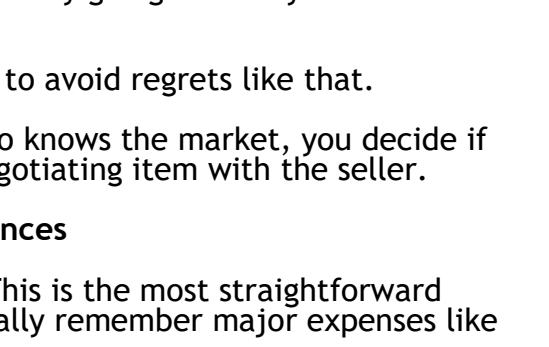 to avoid regrets like that.
o knows the market, you decide if
gotiating item with the seller.
nces
his is the most straightforward
ally remember major expenses like